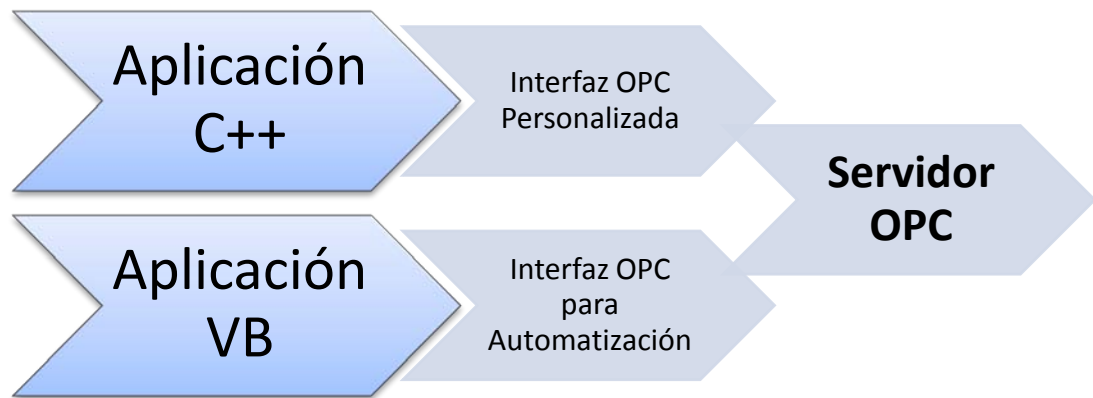 Aplicación
C++
Interfaz OPC
Personalizada
Servidor
OPC
Aplicación
VB
Interfaz OPC
para
Automatización